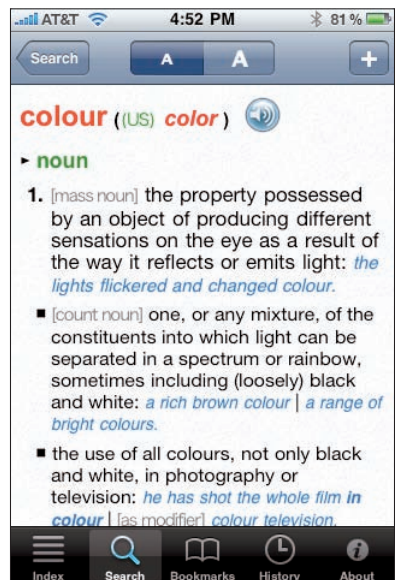 AT&T 4:52 PM 81%
Search A A +
colour ((US) color)
▸ noun
1. [mass noun] the property possessed
by an object of producing different
sensations on the eye as a result of
the way it reflects or emits light: the
lights flickered and changed colour.
■ [count noun] one, or any mixture, of the
constituents into which light can be
separated in a spectrum or rainbow,
sometimes including (loosely) black
and white: a rich brown colour | a range of
bright colours.
■ the use of all colours, not only black
and white, in photography or
television: he has shot the whole film in
colour | [as modifier] colour television.
Index Search Bookmarks History About